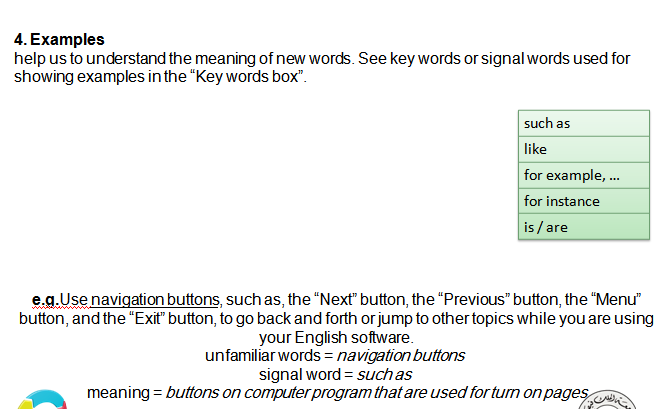 4. Examples
help us to understand the meaning of new words. See key words or signal words used for
showing examples in the “Key words box”.
such as
like
for example, ...
for instance
is / are
e.g.Use navigation buttons, such as, the “Next” button, the “Previous” button, the “Menu”
button, and the “Exit” button, to go back and forth or jump to other topics while you are using
your English software.
unfamiliar words = navigation buttons
signal word = such as
meaning = buttons on computer program that are used for turn on pages